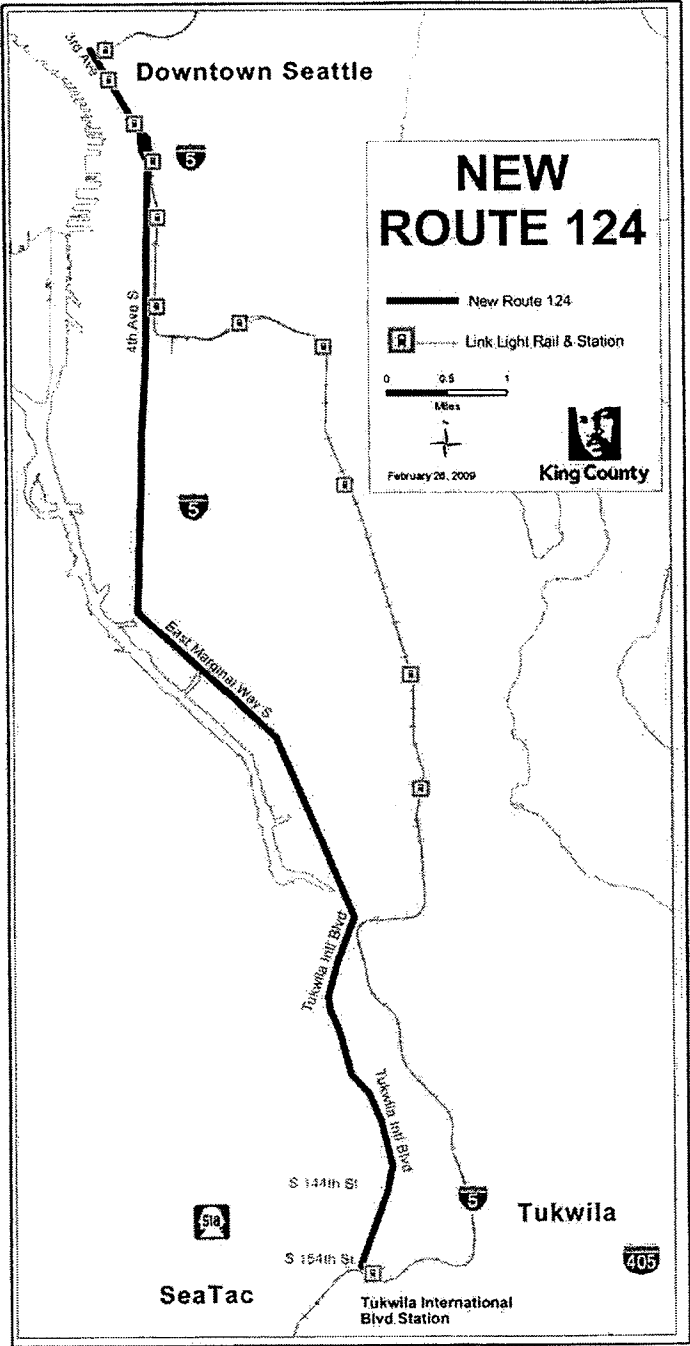 3rd Ave
Downtown Seattle
5
NEW
ROUTE 124
New Route 124
Link Light Rail & Station
0 0.5 1
Miles
February 26, 2009
King County
4th Ave S
5
East Marginal Way S
Tukwila Intl Blvd
Tukwila Intl Blvd
S 144th St
518
5
Tukwila
S 154th St
405
SeaTac
Tukwila International
Blvd Station